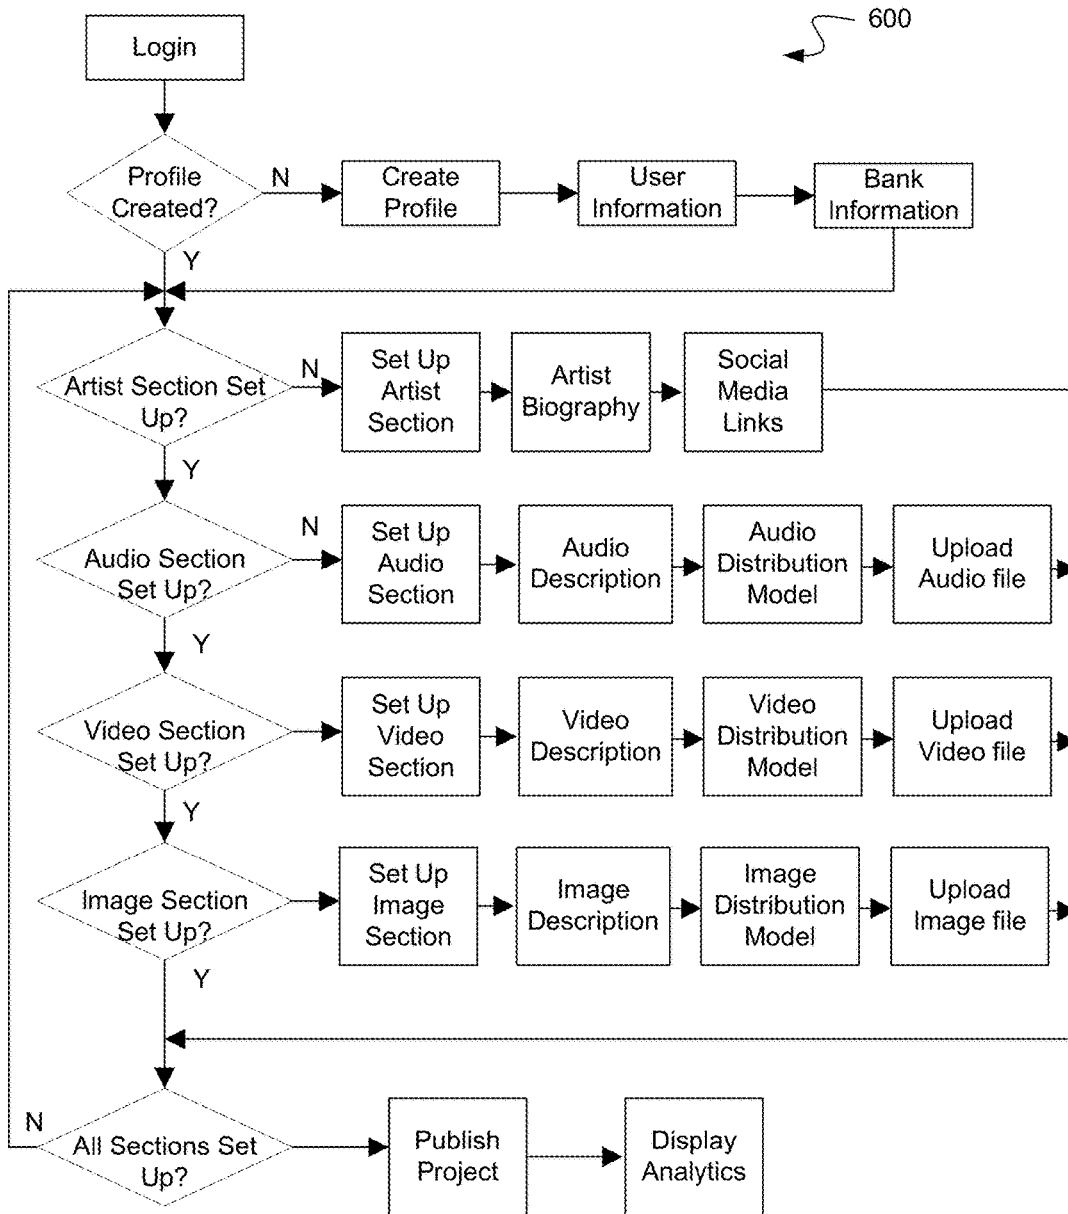 600
Login
Profile
Created?
N
Create
Profile
User
Information
Bank
Information
Y
Artist Section Set
Up?
N
Set Up
Artist
Section
Artist
Biography
Social
Media
Links
Y
Audio Section
Set Up?
N
Set Up
Audio
Section
Audio
Description
Audio
Distribution
Model
Upload
Audio file
Y
Video Section
Set Up?
Set Up
Video
Section
Video
Description
Video
Distribution
Model
Upload
Video file
Y
Image Section
Set Up?
Set Up
Image
Section
Image
Description
Image
Distribution
Model
Upload
Image file
Y
N
All Sections Set
Up?
Publish
Project
Display
Analytics